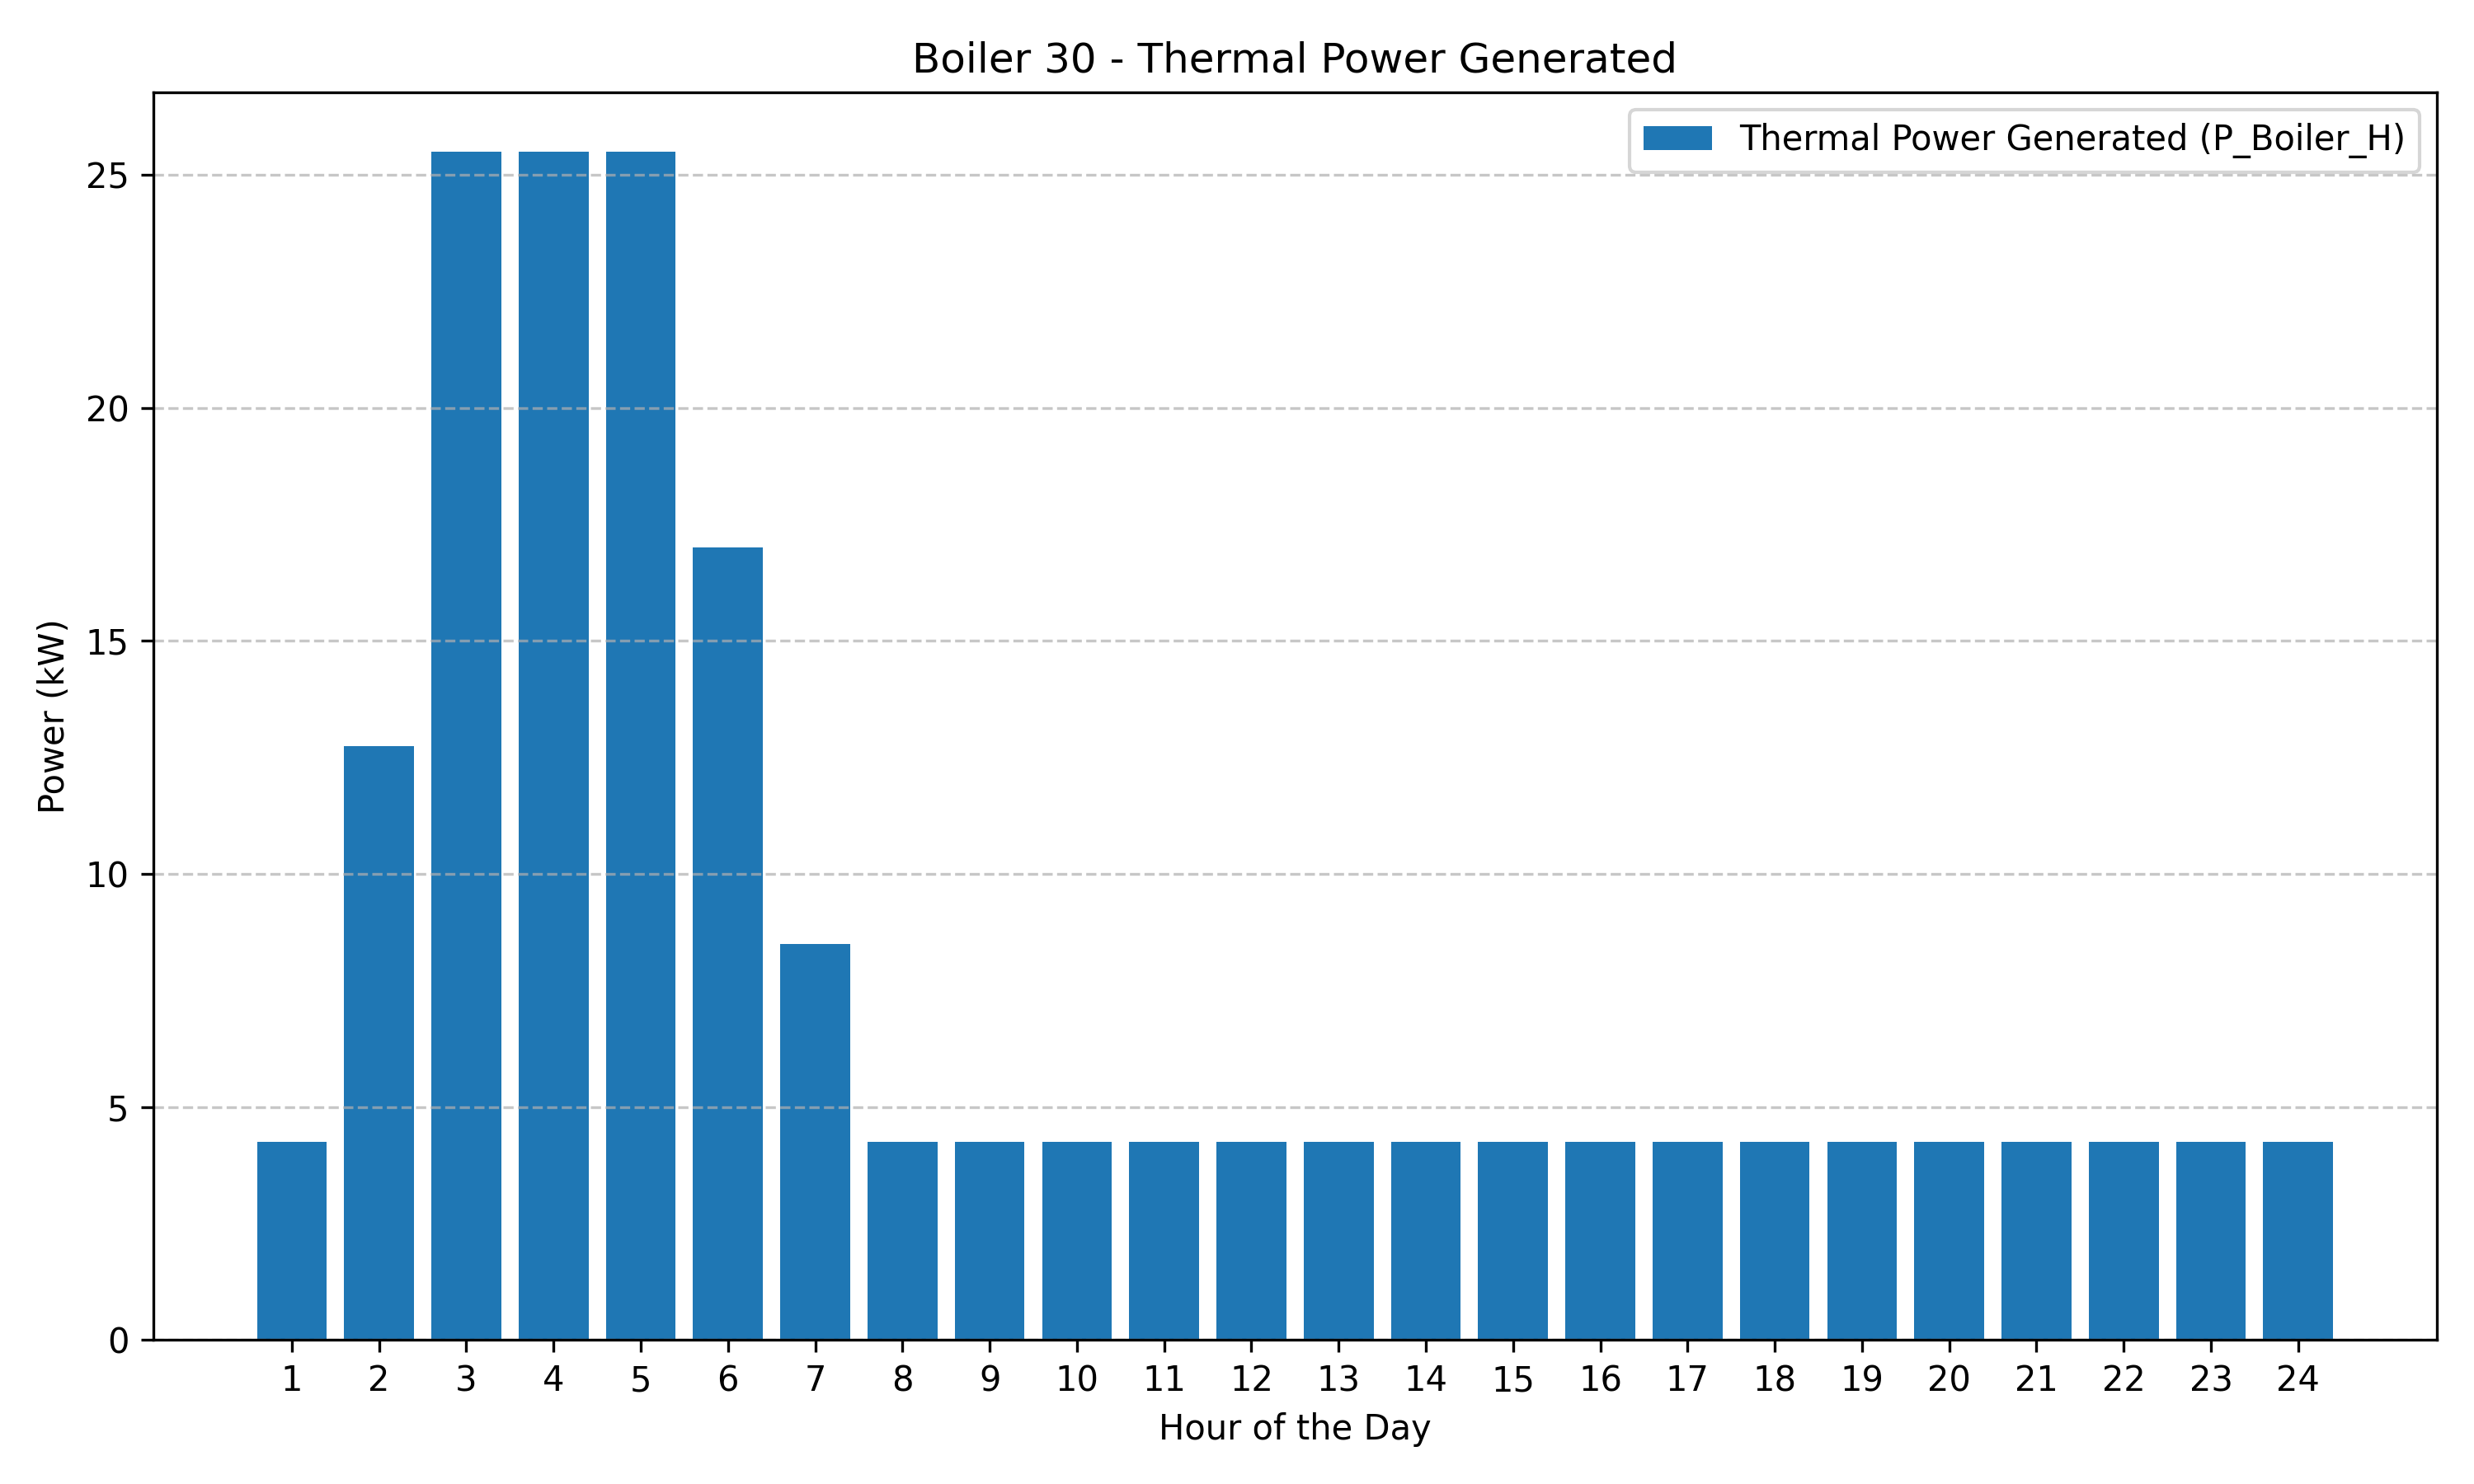 Boiler 30 - Thermal Power Generated
Thermal Power Generated (P_Boiler_H)
Power (kW)
25
20
15
10
5
0
1 2 3 4 5 6 7 8 9 10 11 12 13 14 15 16 17 18 19 20 21 22 23 24
Hour of the Day